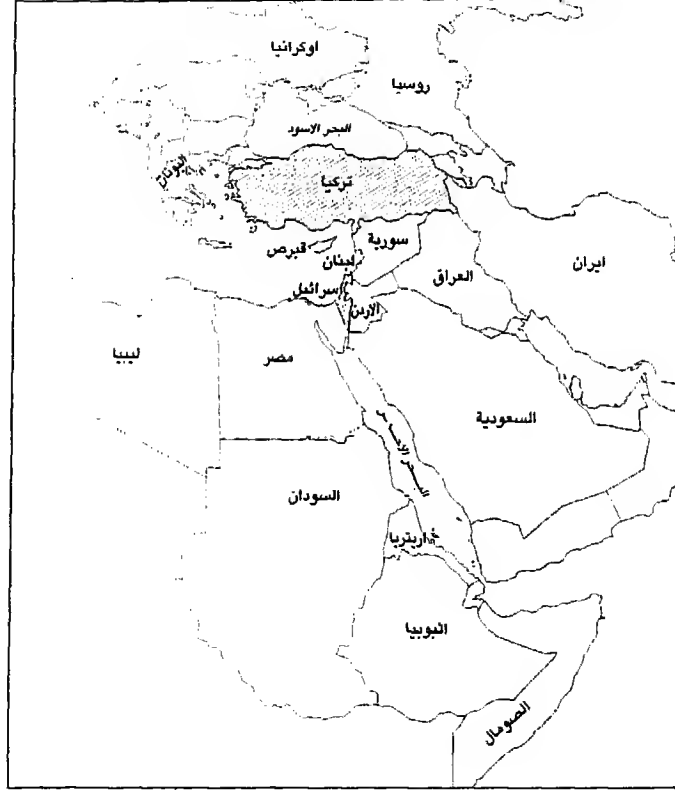 اوكرانيا
روسيا
البحر الاسود
اليونان
تركيا
قبرص
سورية
لبنان
العراق
ايران
اسرائيل
الاردن
ليبيا
مصر
السعودية
البحر الاحمر
السودان
اريتريا
اثيوبيا
الصومال